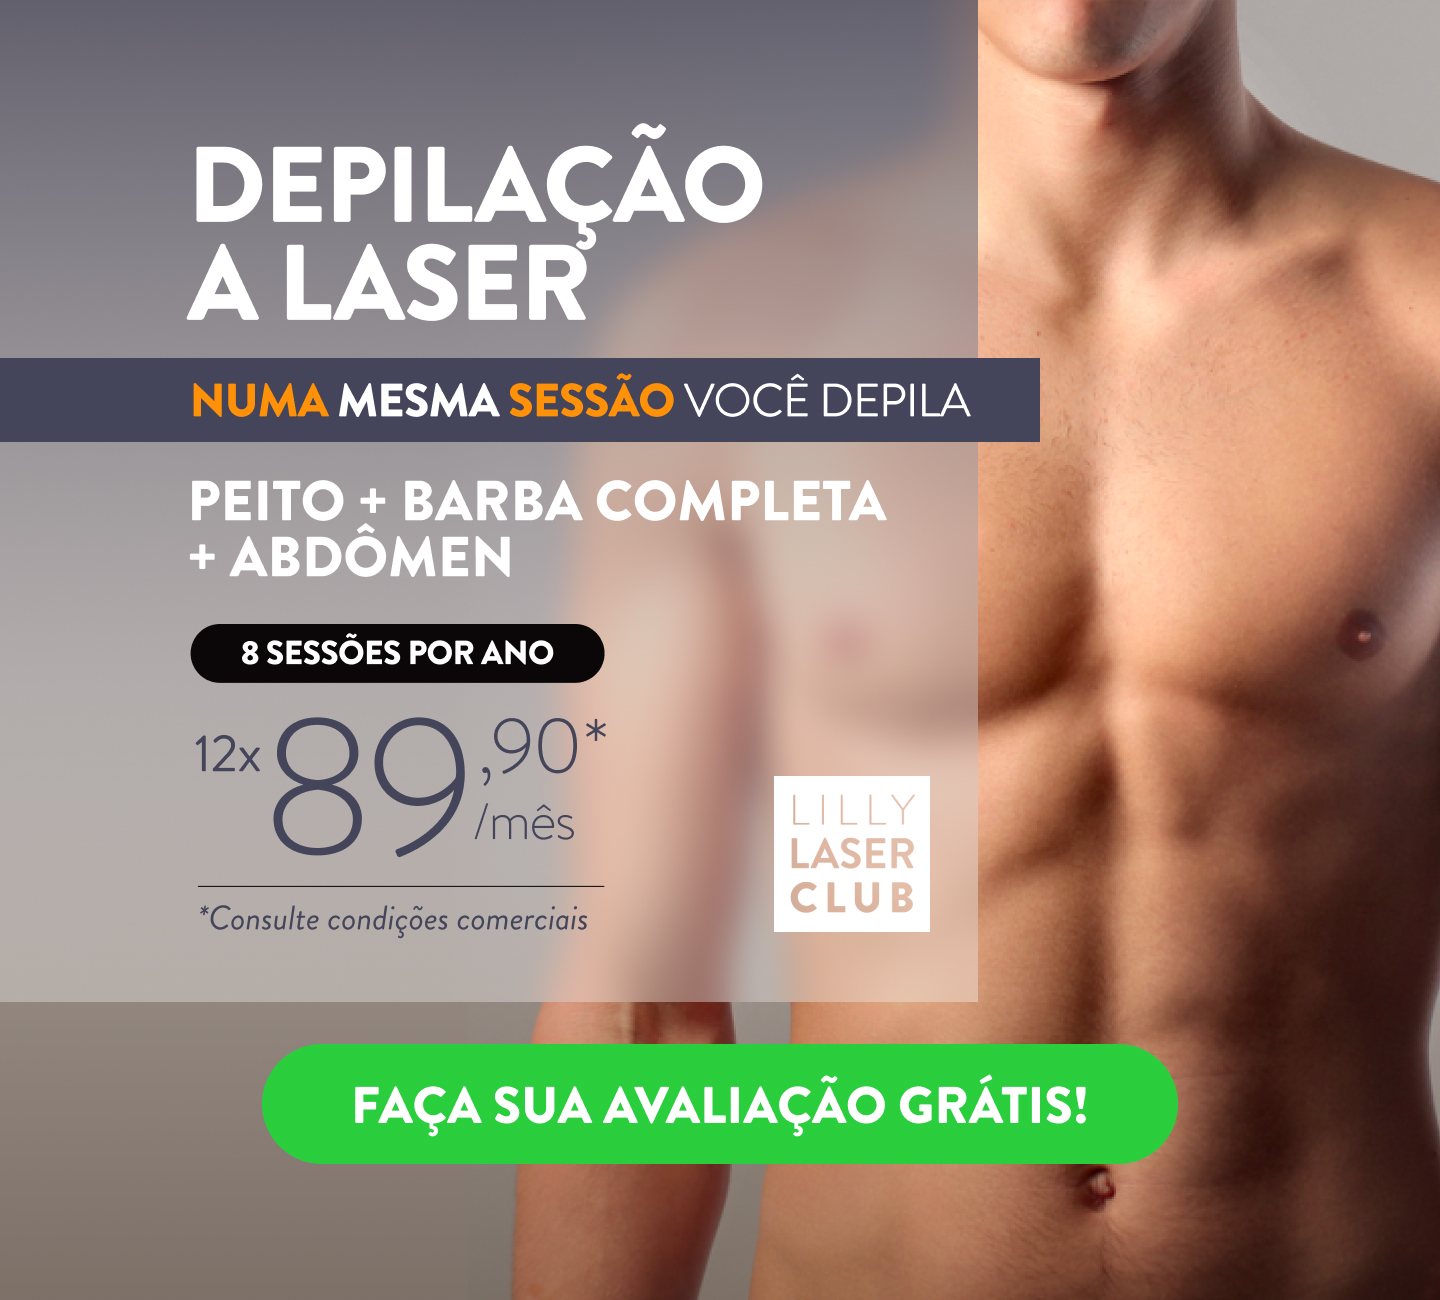 DEPILAÇÃO
A LASER
NUMA MESMA SESSÃO VOCÊ DEPILA
PEITO + BARBA COMPLETA
+ ABDÔMEN
8 SESSÕES POR ANO
12x 89,90*
/mês
*Consulte condições comerciais
LILLY
LASER
CLUB
FAÇA SUA AVALIAÇÃO GRÁTIS!